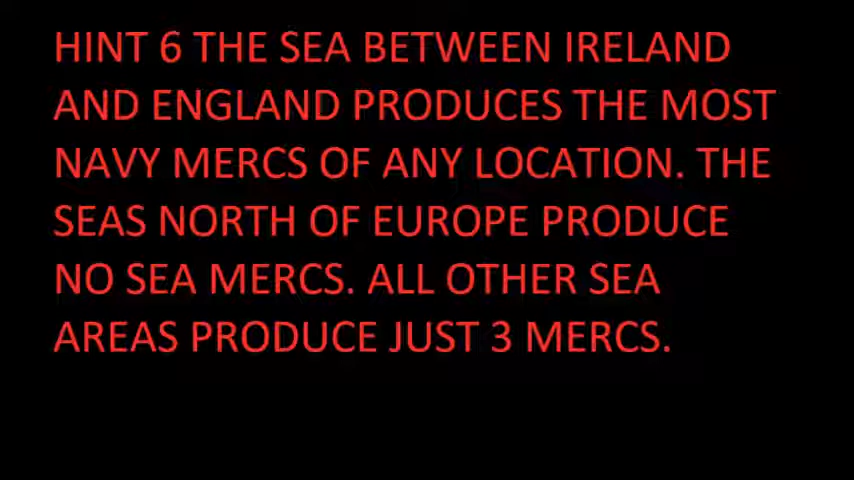 HINT 6 THE SEA BETWEEN IRELAND
AND ENGLAND PRODUCES THE MOST
NAVY MERCS OF ANY LOCATION. THE
SEAS NORTH OF EUROPE PRODUCE
NO SEA MERCS. ALL OTHER SEA
AREAS PRODUCE JUST 3 MERCS.